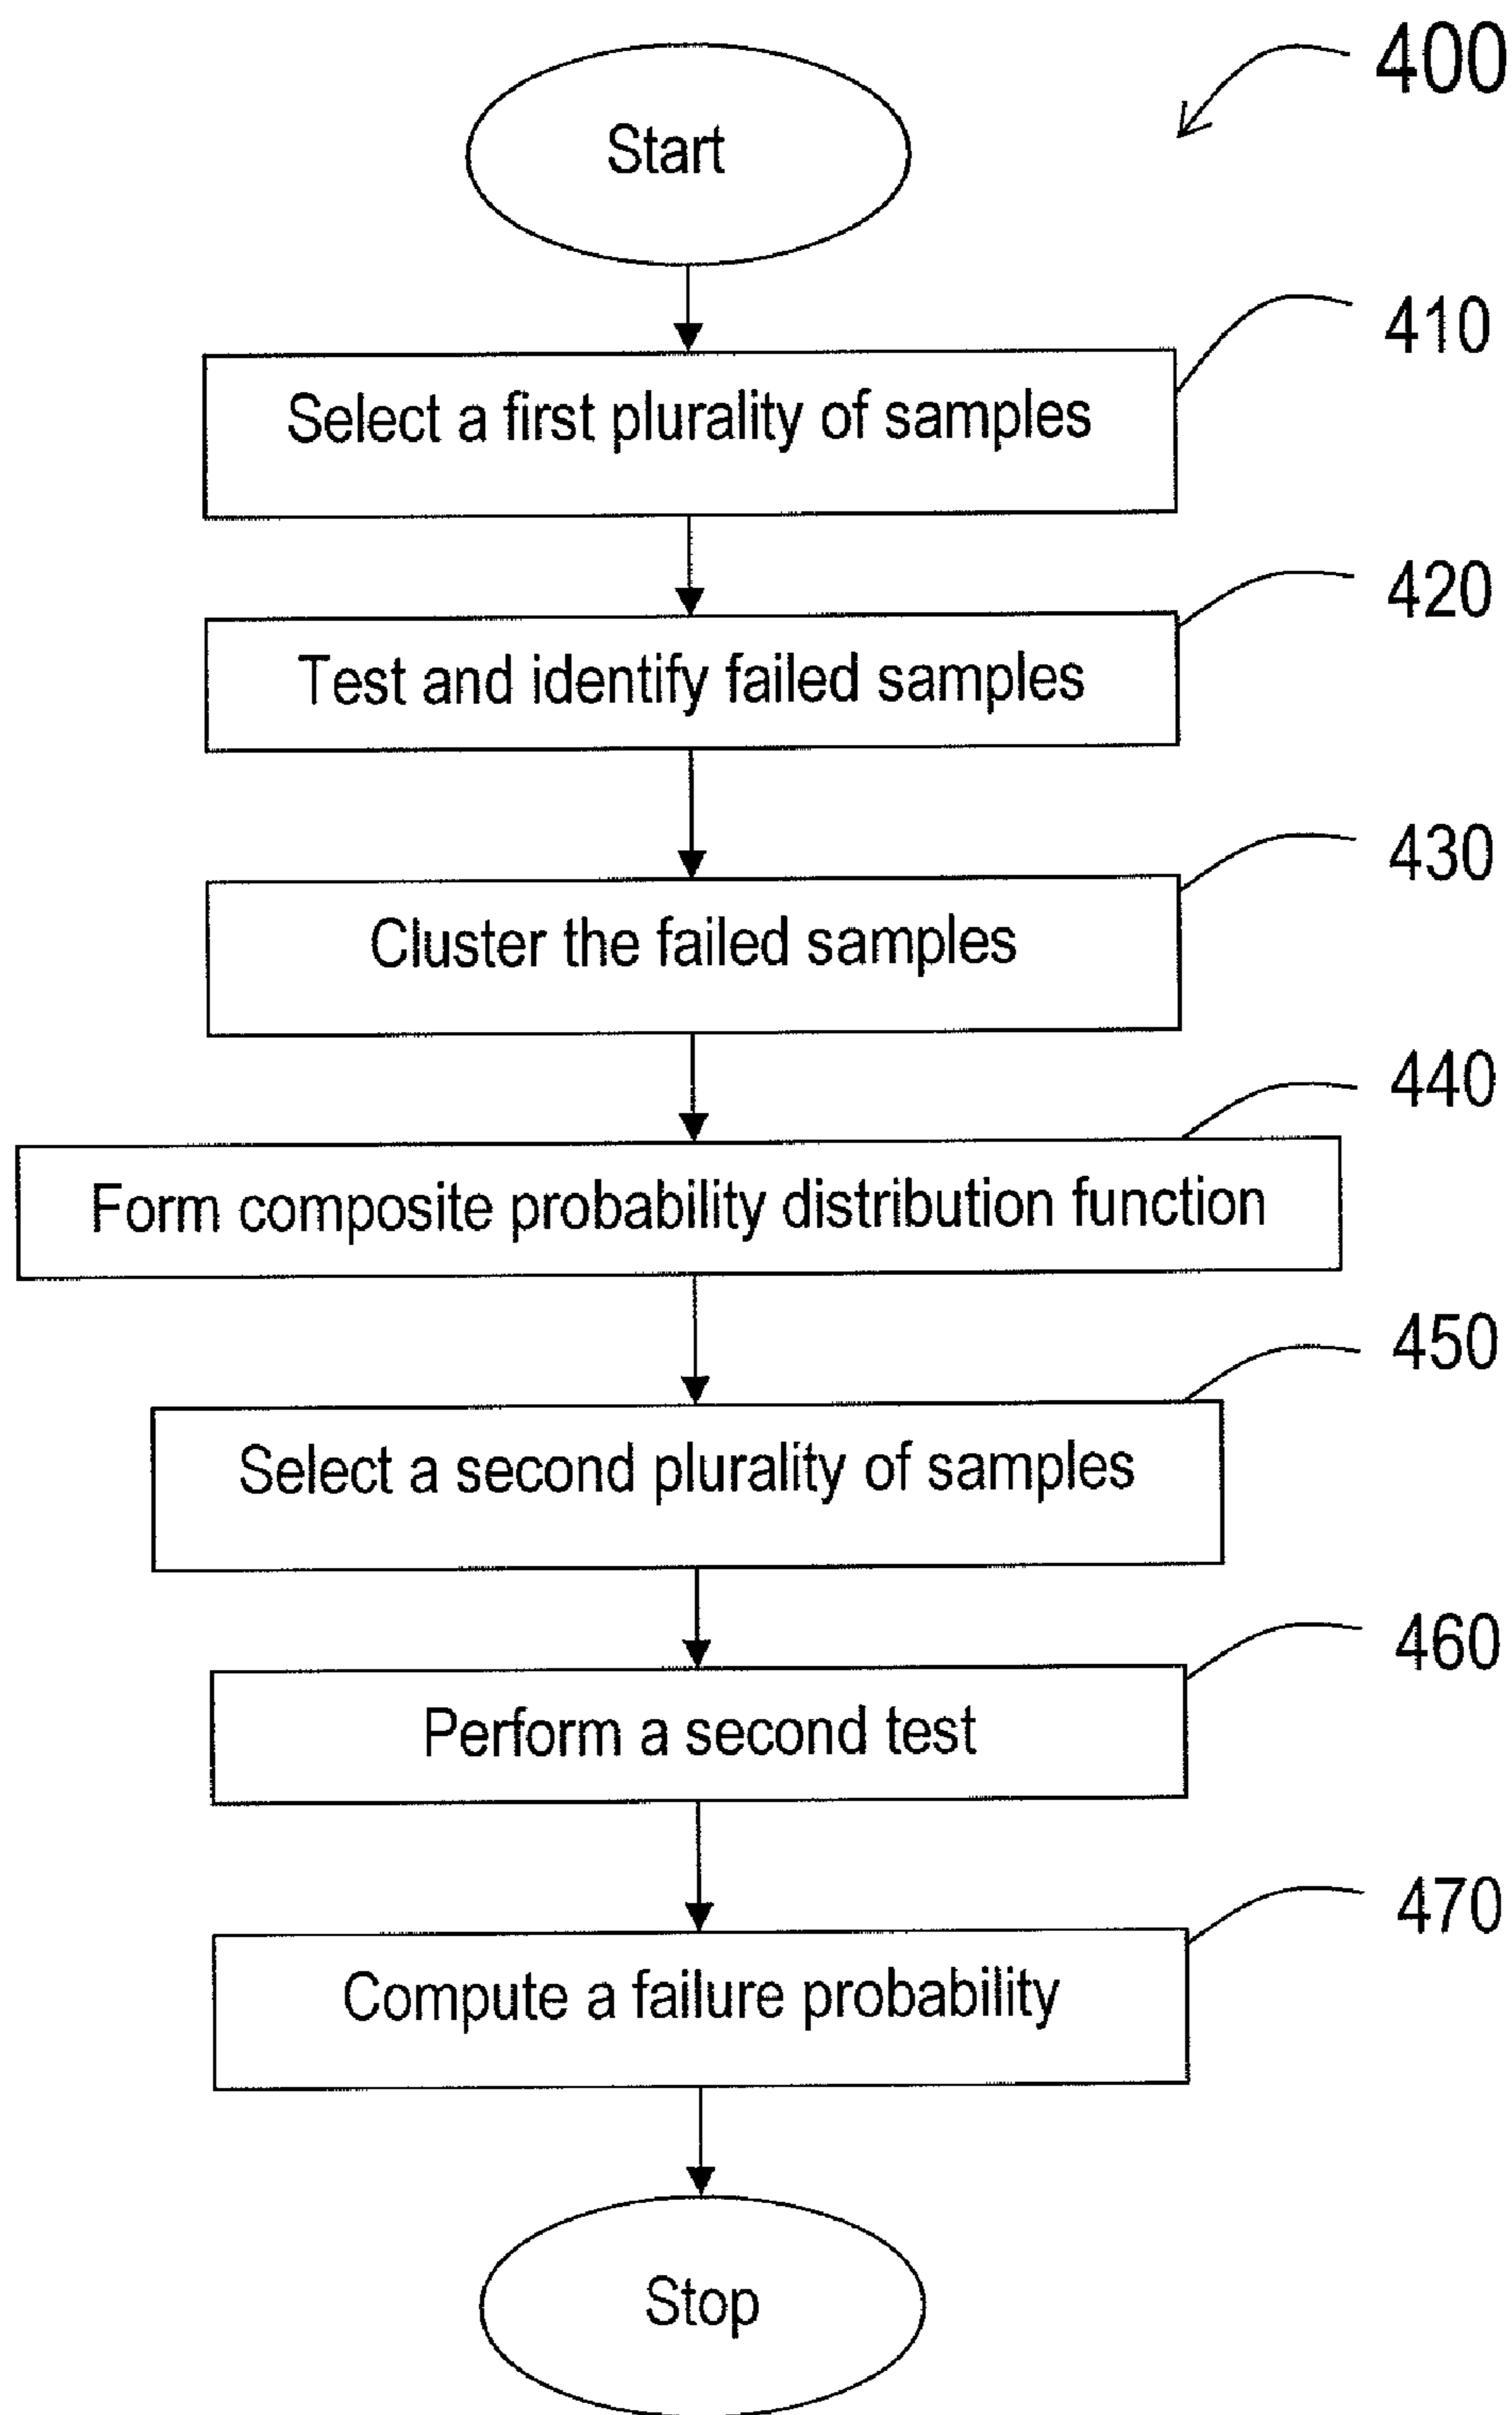 400
Start
410
Select a first plurality of samples
420
Test and identify failed samples
430
Cluster the failed samples
440
Form composite probability distribution function
450
Select a second plurality of samples
460
Perform a second test
470
Compute a failure probability
Stop